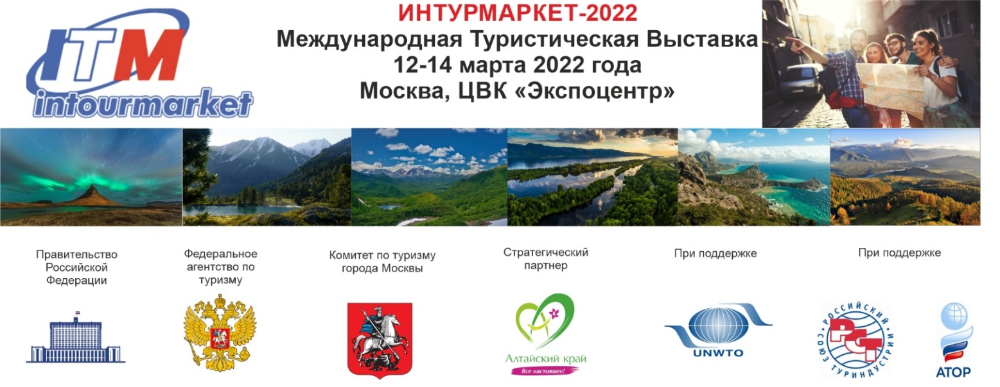 ITM
intourmarket
ИНТУРМАРКЕТ-2022
Международная Туристическая Выставка
12-14 марта 2022 года
Москва, ЦВК «Экспоцентр»
Правительство
Российской
Федерации
Федеральное
агентство по
туризму
Комитет по туризму
города Москвы
Стратегический
партнер
Алтайский край
Все настоящее!
При поддержке
UNWTO
При поддержке
РОССИЙСКИЙ
РСТ
СОЮЗ ТУРИНДУСТРИИ
АТОР